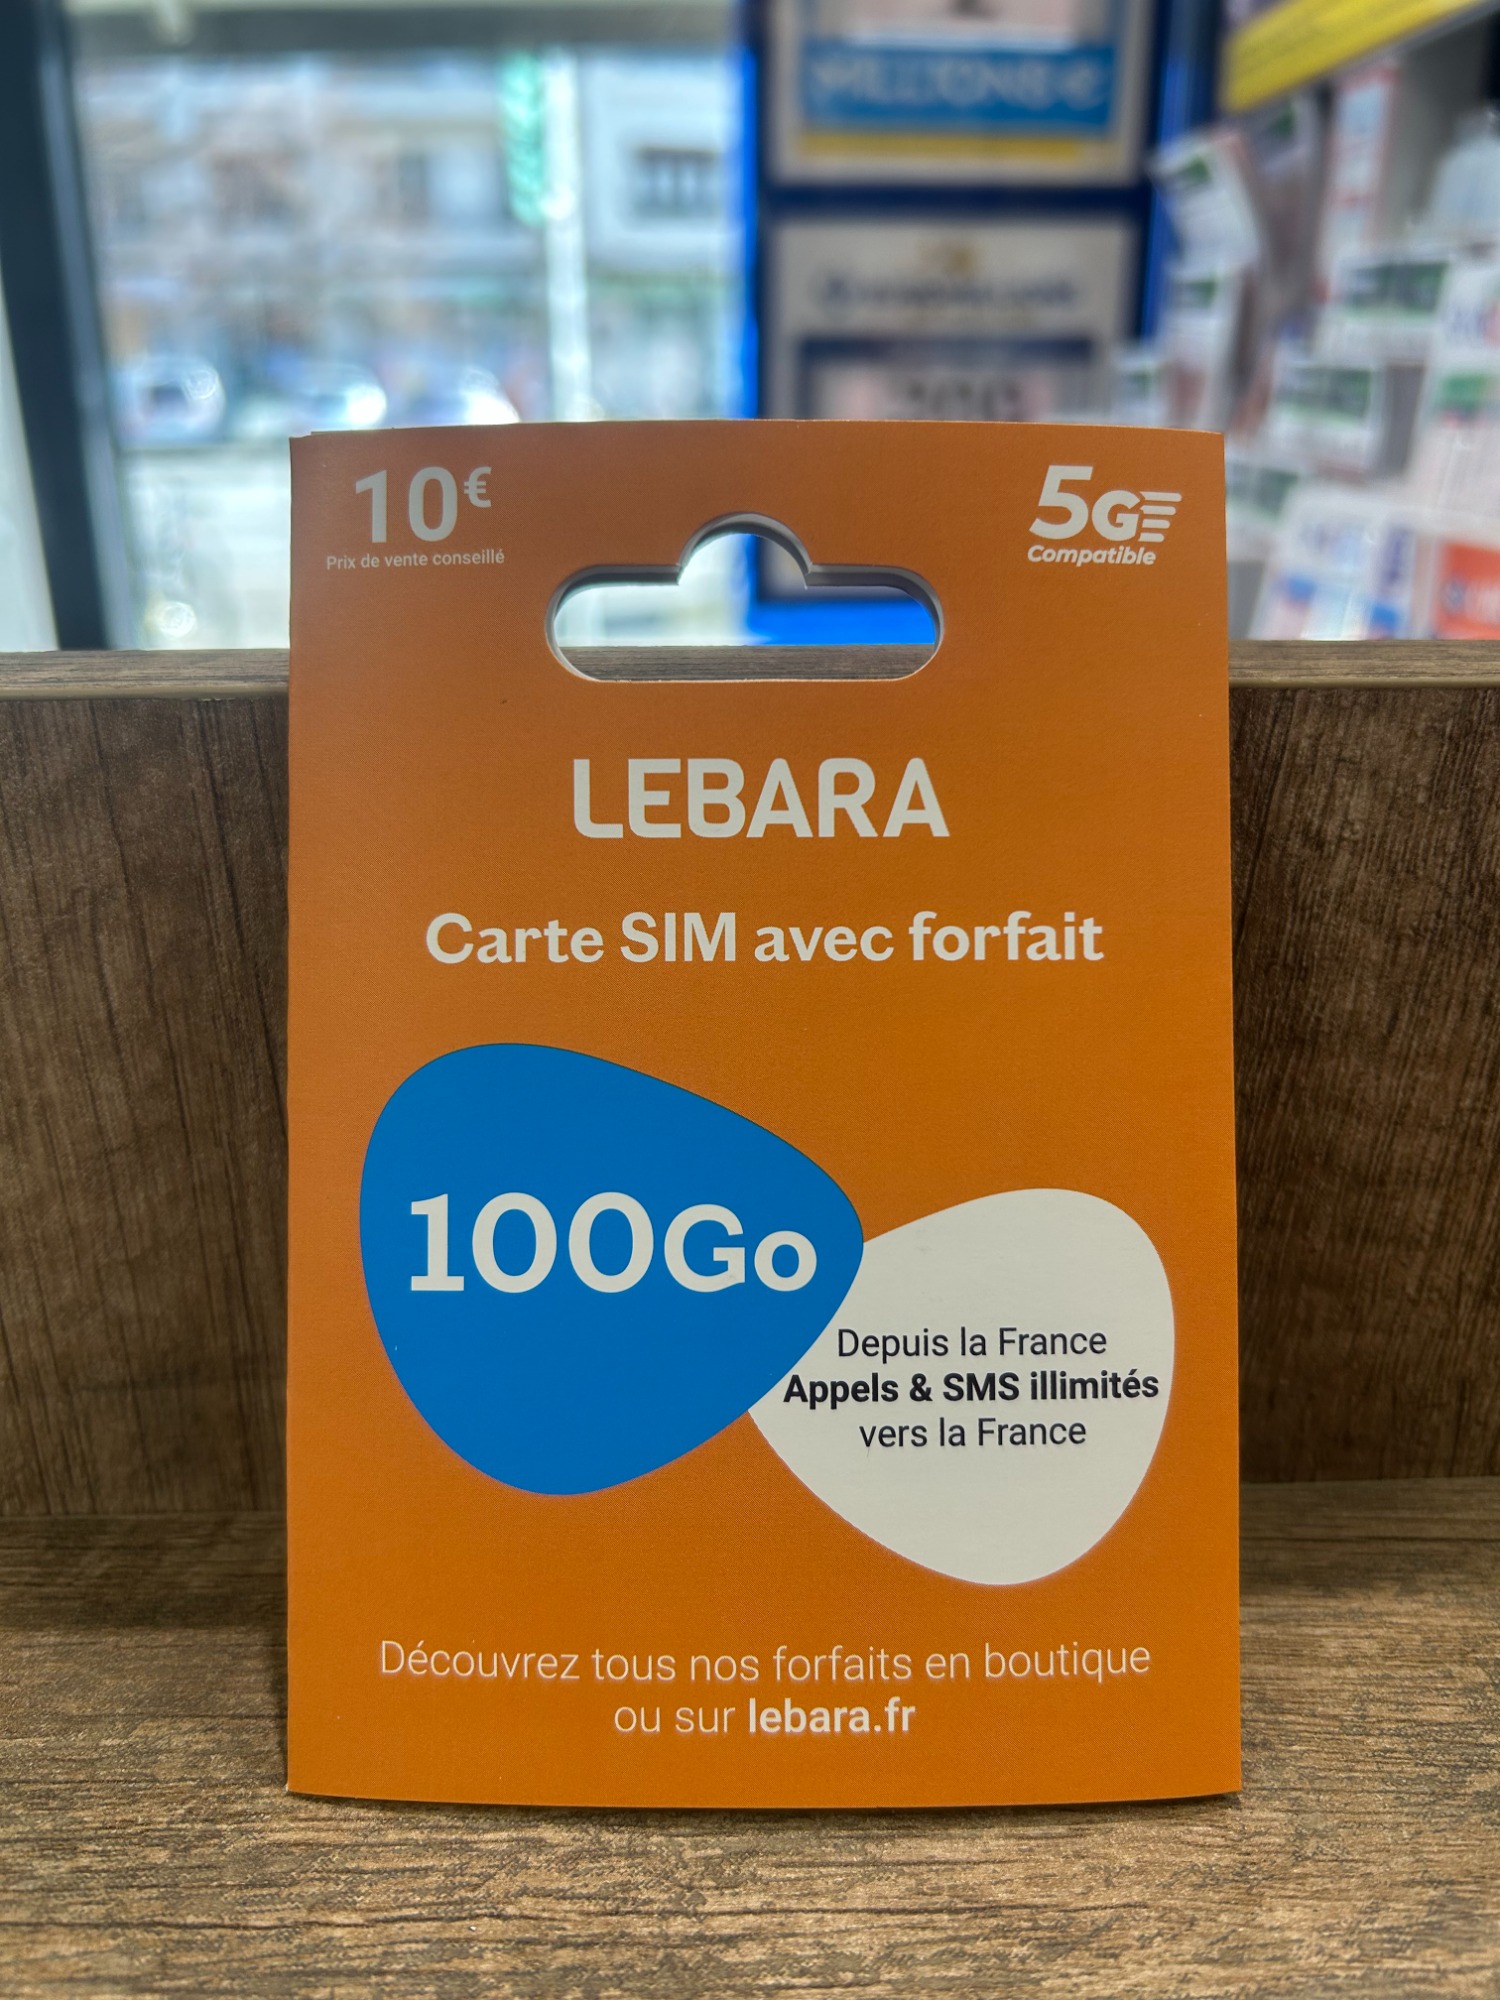 MILLIONS €
10€
Prix de vente conseillé
5G
Compatible
LEBARA
Carte SIM avec forfait
100Go
Depuis la France
Appels & SMS illimités
vers la France
Découvrez tous nos forfaits en boutique
ou sur lebara.fr